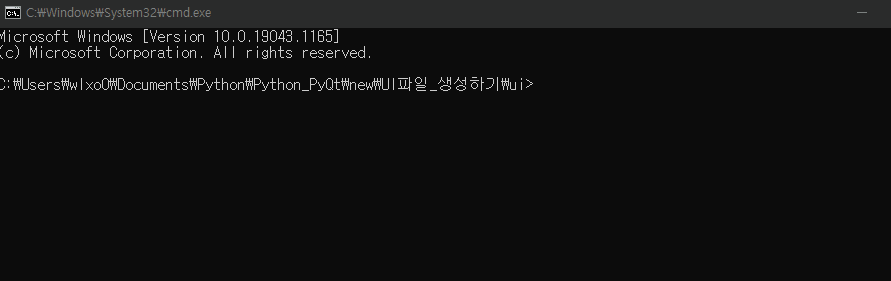 C:₩Windows₩System32₩cmd.exe
Microsoft Windows [Version 10.0.19043.1165]
(c) Microsoft Corporation. All rights reserved.
C:₩Users₩wlxo0₩Documents₩Python₩Python_PyQt₩new₩UI파일_생성하기₩ui>